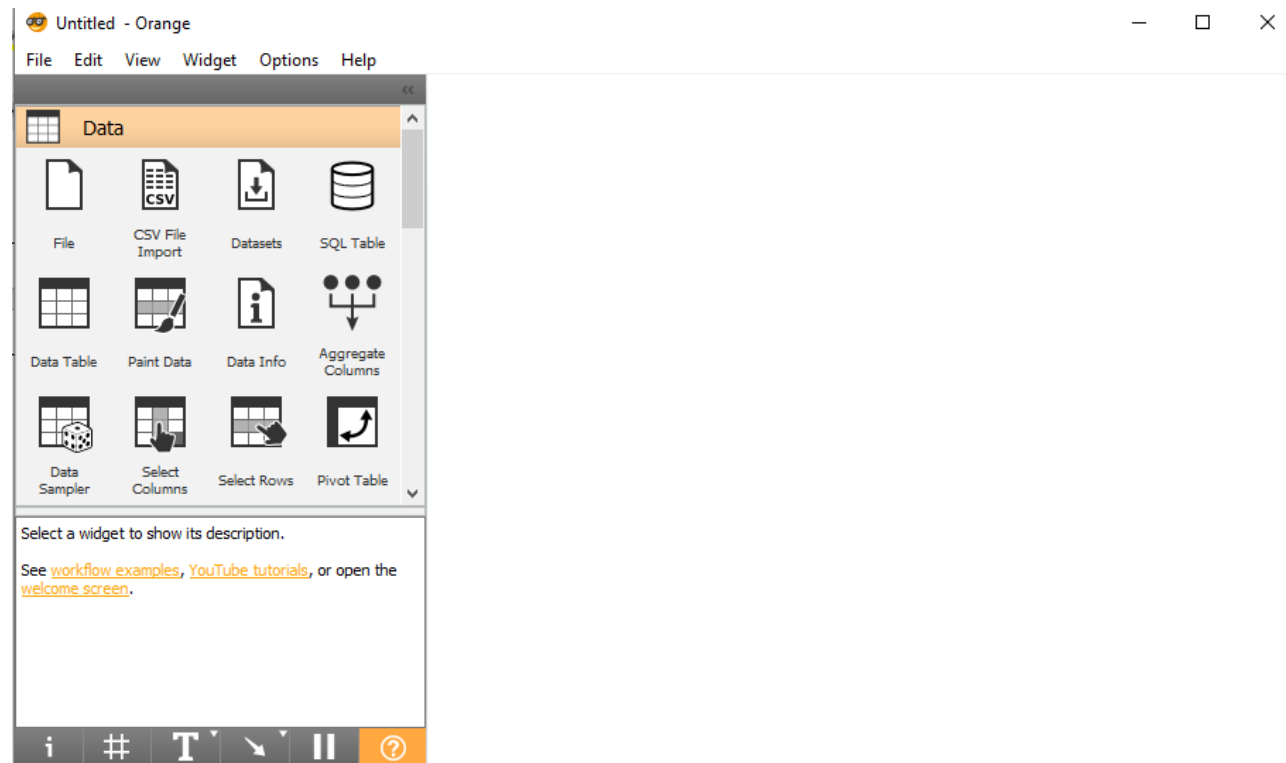 Untitled - Orange
File Edit View Widget Options Help
Data
CSV
File
CSV File
Import
Datasets
SQL Table
Data Table
Paint Data
Data Info
Aggregate
Columns
Data
Sampler
Select
Columns
Select Rows
Pivot Table
Select a widget to show its description.
See workflow examples, YouTube tutorials, or open the
welcome screen.